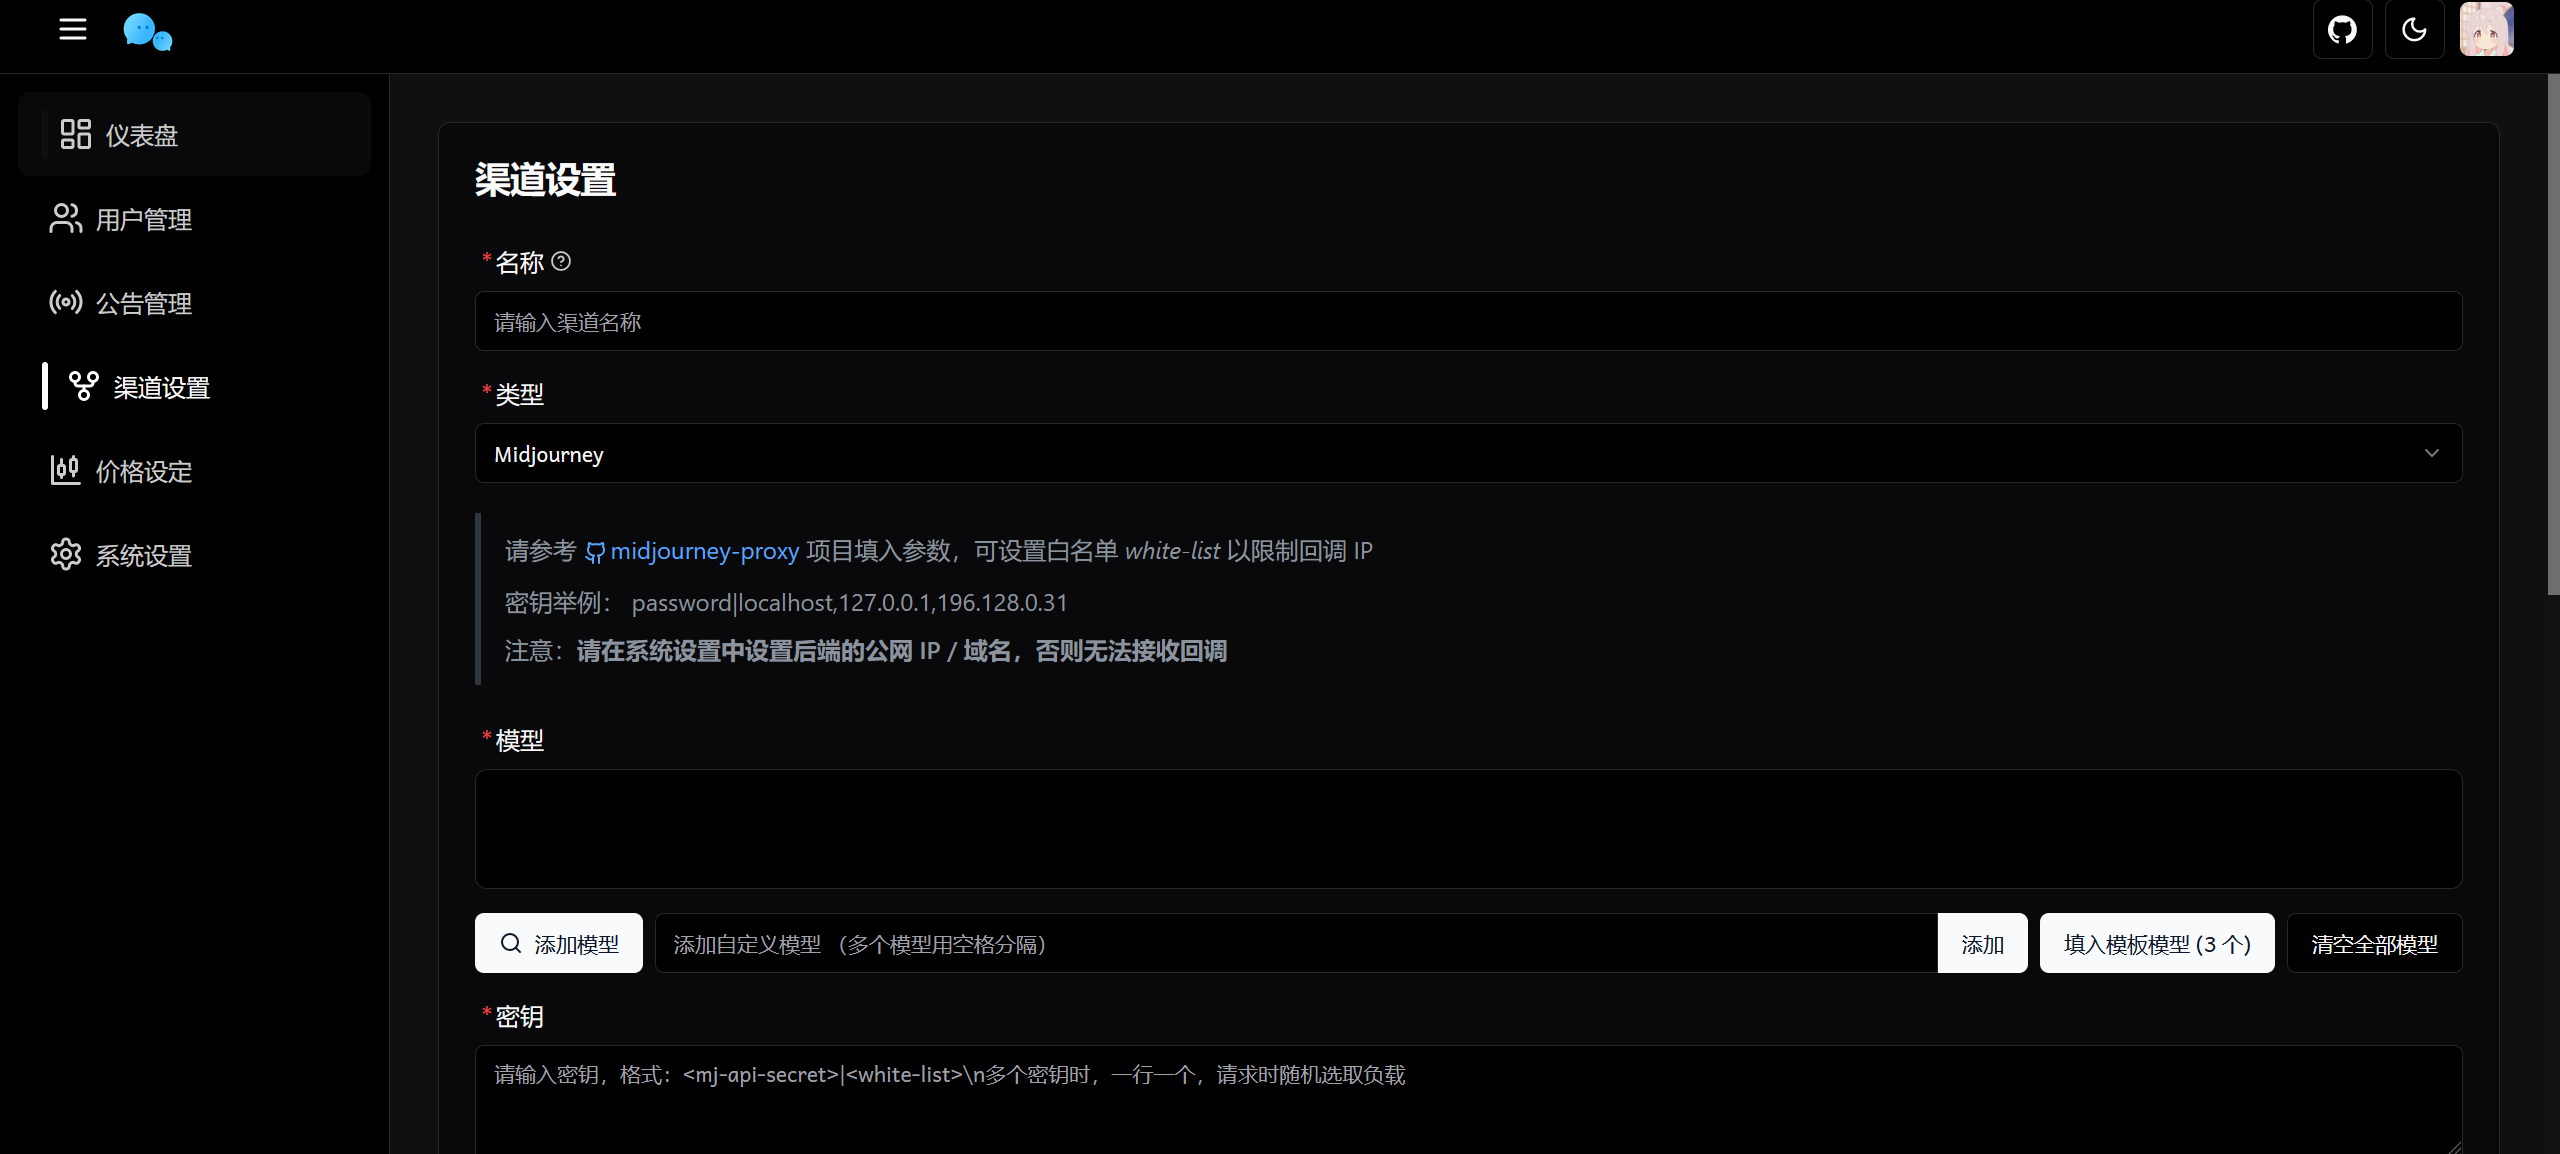 仪表盘
用户管理
公告管理
渠道设置
价格设定
系统设置
渠道设置
*名称
请输入渠道名称
*类型
Midjourney
请参考 midjourney-proxy 项目填入参数，可设置白名单 white-list 以限制回调 IP
密钥举例： password|localhost,127.0.0.1,196.128.0.31
注意：请在系统设置中设置后端的公网 IP / 域名，否则无法接收回调
*模型
添加模型 添加自定义模型 （多个模型用空格分隔） 添加 填入模板模型 (3 个) 清空全部模型
*密钥
请输入密钥，格式：<mj-api-secret>|<white-list>\n多个密钥时，一行一个，请求时随机选取负载